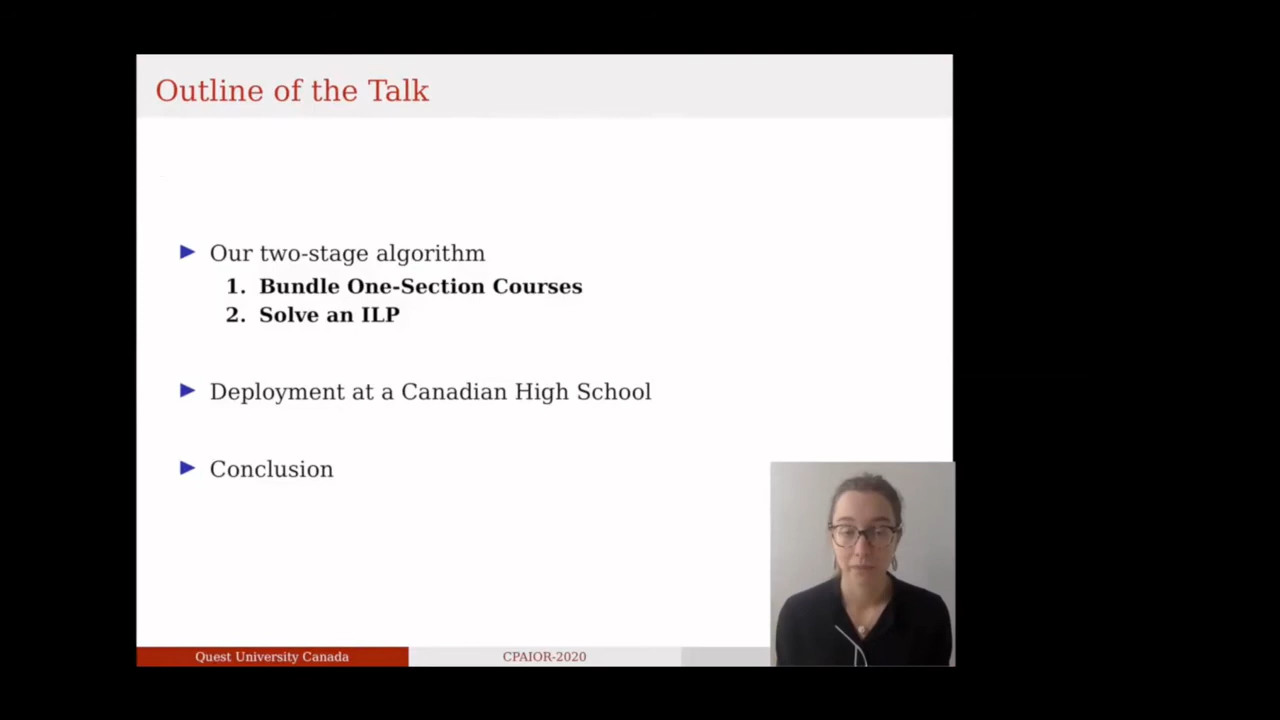 Outline of the Talk
Our two-stage algorithm
1. Bundle One-Section Courses
2. Solve an ILP
Deployment at a Canadian High School
Conclusion
Quest University Canada
CPAIOR-2020